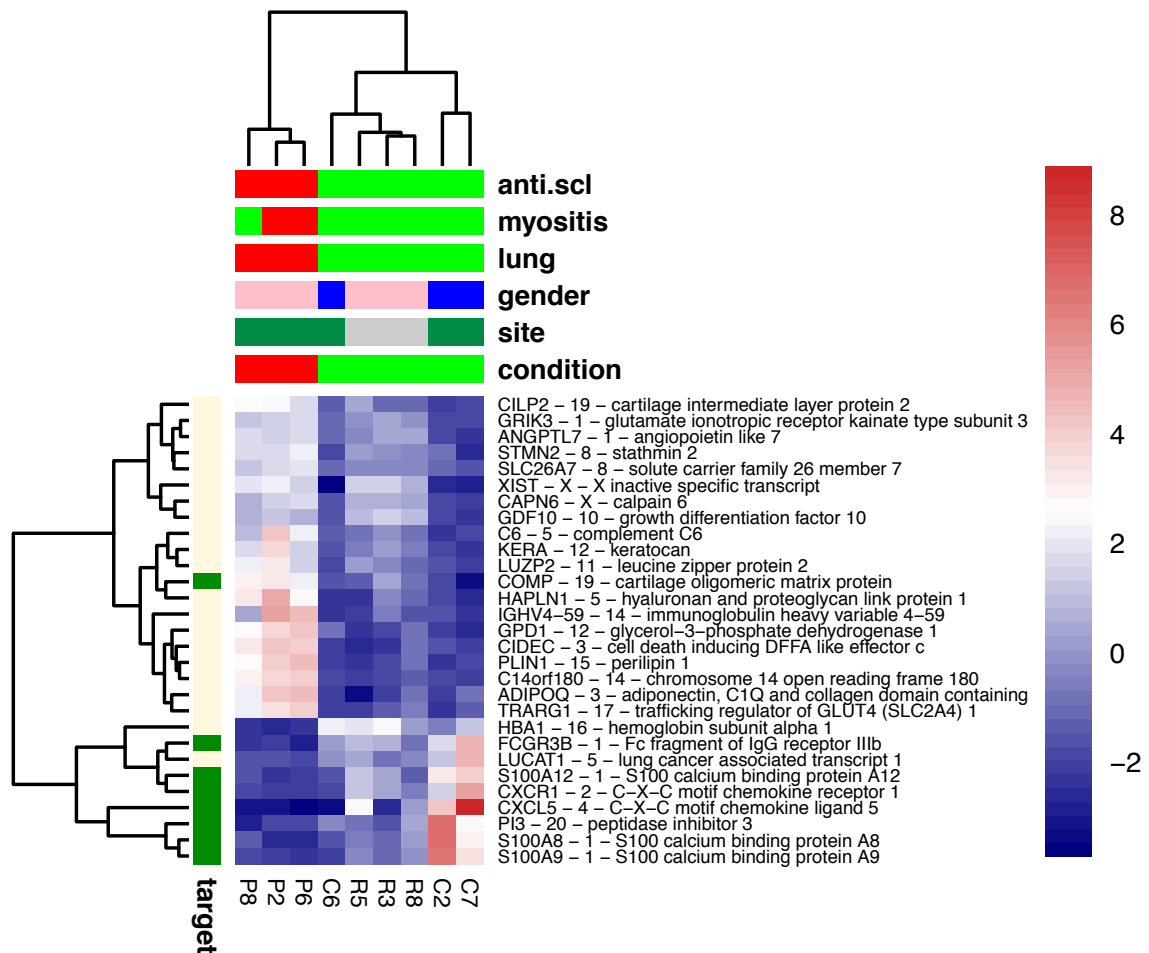 anti.scl
myositis
lung
gender
site
condition
8
6
4
2
0
−2
CILP2 − 19 − cartilage intermediate layer protein 2
GRIK3 − 1 − glutamate ionotropic receptor kainate type subunit 3
ANGPTL7 − 1 − angiopoietin like 7
STMN2 − 8 − stathmin 2
SLC26A7 − 8 − solute carrier family 26 member 7
XIST − X − X inactive specific transcript
CAPN6 − X − calpain 6
GDF10 − 10 − growth differentiation factor 10
C6 − 5 − complement C6
KERA − 12 − keratocan
LUZP2 − 11 − leucine zipper protein 2
COMP − 19 − cartilage oligomeric matrix protein
HAPLN1 − 5 − hyaluronan and proteoglycan link protein 1
IGHV4−59 − 14 − immunoglobulin heavy variable 4−59
GPD1 − 12 − glycerol−3−phosphate dehydrogenase 1
CIDEC − 3 − cell death inducing DFFA like effector c
PLIN1 − 15 − perilipin 1
C14orf180 − 14 − chromosome 14 open reading frame 180
ADIPOQ − 3 − adiponectin, C1Q and collagen domain containing
TRARG1 − 17 − trafficking regulator of GLUT4 (SLC2A4) 1
HBA1 − 16 − hemoglobin subunit alpha 1
FCGR3B − 1 − Fc fragment of IgG receptor IIIb
LUCAT1 − 5 − lung cancer associated transcript 1
S100A12 − 1 − S100 calcium binding protein A12
CXCR1 − 2 − C−X−C motif chemokine receptor 1
CXCL5 − 4 − C−X−C motif chemokine ligand 5
PI3 − 20 − peptidase inhibitor 3
S100A8 − 1 − S100 calcium binding protein A8
S100A9 − 1 − S100 calcium binding protein A9
target
P8
P2
P6
C6
R5
R3
R8
C2
C7